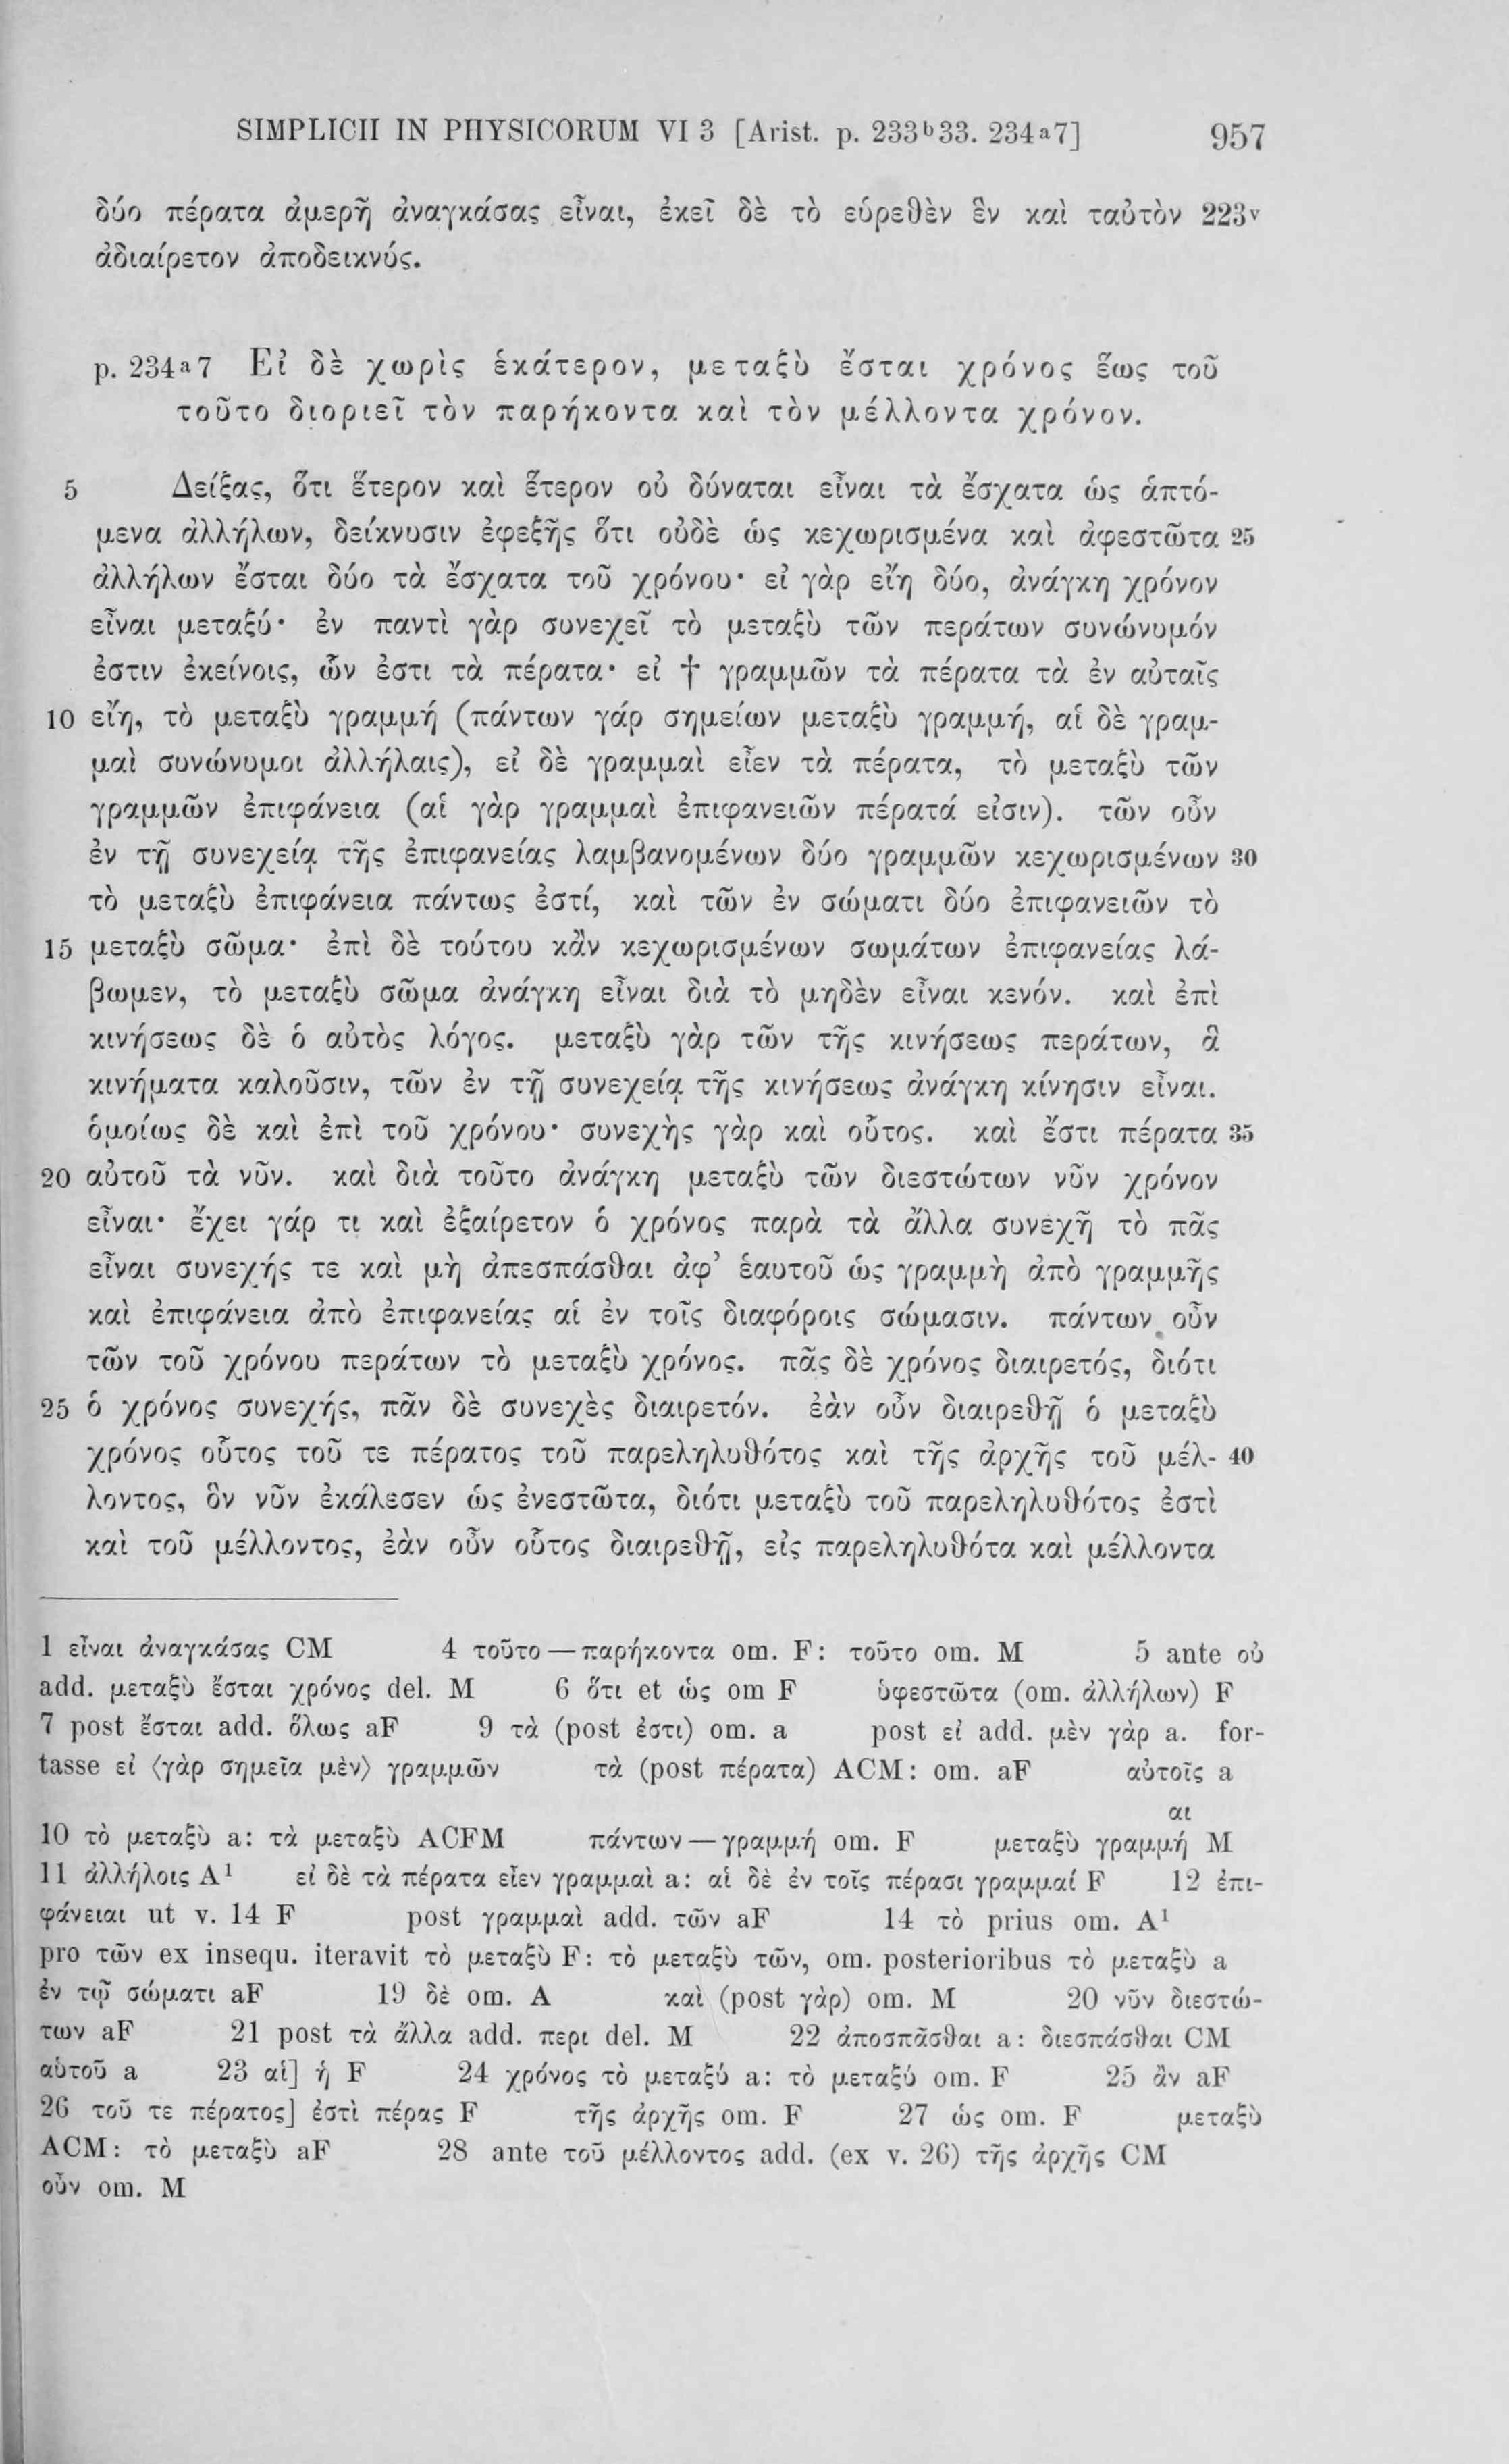 SIMPLICII IN PHYSICORUM VI 3 [Arist. p. 233ᵇ33. 234ᵃ7] 957
δύο πέρατα ἀμερῆ ἀναγκάσας εἶναι, ἐκεῖ δὲ τὸ εὑρεθὲν ἓν καὶ ταὐτὸν 223ᵛ
ἀδιαίρετον ἀποδεικνύς.
p. 234ᵃ7 Εἰ δὲ χωρὶς ἑκάτερον, μεταξὺ ἔσται χρόνος ἕως τοῦ
τοῦτο διοριεῖ τὸν παρήκοντα καὶ τὸν μέλλοντα χρόνον.
5 Δείξας, ὅτι ἕτερον καὶ ἕτερον οὐ δύναται εἶναι τὰ ἔσχατα ὡς ἁπτό-
μενα ἀλλήλων, δείκνυσιν ἐφεξῆς ὅτι οὐδὲ ὡς κεχωρισμένα καὶ ἀφεστῶτα 25
ἀλλήλων ἔσται δύο τὰ ἔσχατα τοῦ χρόνου· εἰ γὰρ εἴη δύο, ἀνάγκη χρόνον
εἶναι μεταξύ· ἐν παντὶ γὰρ συνεχεῖ τὸ μεταξὺ τῶν περάτων συνώνυμόν
ἐστιν ἐκείνοις, ὧν ἐστι τὰ πέρατα· εἰ † γραμμῶν τὰ πέρατα τὰ ἐν αὐταῖς
10 εἴη, τὸ μεταξὺ γραμμή (πάντων γάρ σημείων μεταξὺ γραμμή, αἱ δὲ γραμ-
μαὶ συνώνυμοι ἀλλήλαις), εἰ δὲ γραμμαὶ εἶεν τὰ πέρατα, τὸ μεταξὺ τῶν
γραμμῶν ἐπιφάνεια (αἱ γὰρ γραμμαὶ ἐπιφανειῶν πέρατά εἰσιν). τῶν οὖν
ἐν τῇ συνεχείᾳ τῆς ἐπιφανείας λαμβανομένων δύο γραμμῶν κεχωρισμένων 30
τὸ μεταξὺ ἐπιφάνεια πάντως ἐστί, καὶ τῶν ἐν σώματι δύο ἐπιφανειῶν τὸ
15 μεταξὺ σῶμα· ἐπὶ δὲ τούτου κἂν κεχωρισμένων σωμάτων ἐπιφανείας λά-
βωμεν, τὸ μεταξὺ σῶμα ἀνάγκη εἶναι διὰ τὸ μηδὲν εἶναι κενόν. καὶ ἐπὶ
κινήσεως δὲ ὁ αὐτὸς λόγος. μεταξὺ γὰρ τῶν τῆς κινήσεως περάτων, ἃ
κινήματα καλοῦσιν, τῶν ἐν τῇ συνεχείᾳ τῆς κινήσεως ἀνάγκη κίνησιν εἶναι.
ὁμοίως δὲ καὶ ἐπὶ τοῦ χρόνου· συνεχὴς γὰρ καὶ οὗτος. καὶ ἔστι πέρατα 35
20 αὐτοῦ τὰ νῦν. καὶ διὰ τοῦτο ἀνάγκη μεταξὺ τῶν διεστώτων νῦν χρόνον
εἶναι· ἔχει γάρ τι καὶ ἐξαίρετον ὁ χρόνος παρὰ τὰ ἄλλα συνεχῆ τὸ πᾶς
εἶναι συνεχής τε καὶ μὴ ἀπεσπάσθαι ἀφ’ ἑαυτοῦ ὡς γραμμὴ ἀπὸ γραμμῆς
καὶ ἐπιφάνεια ἀπὸ ἐπιφανείας αἱ ἐν τοῖς διαφόροις σώμασιν. πάντων οὖν
τῶν τοῦ χρόνου περάτων τὸ μεταξὺ χρόνος. πᾶς δὲ χρόνος διαιρετός, διότι
25 ὁ χρόνος συνεχής, πᾶν δὲ συνεχὲς διαιρετόν. ἐὰν οὖν διαιρεθῇ ὁ μεταξὺ
χρόνος οὗτος τοῦ τε πέρατος τοῦ παρεληλυθότος καὶ τῆς ἀρχῆς τοῦ μέλ- 40
λοντος, ὃν νῦν ἐκάλεσεν ὡς ἐνεστῶτα, διότι μεταξὺ τοῦ παρεληλυθότος ἐστὶ
καὶ τοῦ μέλλοντος, ἐὰν οὖν οὗτος διαιρεθῇ, εἰς παρεληλυθότα καὶ μέλλοντα
1 εἶναι ἀναγκάσας CM 4 τοῦτο — παρήκοντα om. F: τοῦτο om. M 5 ante οὐ
add. μεταξὺ ἔσται χρόνος del. M 6 ὅτι et ὡς om F ὑφεστῶτα (om. ἀλλήλων) F
7 post ἔσται add. ὅλως aF 9 τὰ (post ἐστι) om. a post εἰ add. μὲν γὰρ a. for-
tasse εἰ ⟨γὰρ σημεῖα μὲν⟩ γραμμῶν τὰ (post πέρατα) ACM: om. aF αὐτοῖς a
αι
10 τὸ μεταξὺ a: τὰ μεταξὺ ACFM πάντων — γραμμή om. F μεταξὺ γραμμή M
11 ἀλλήλοις A¹ εἰ δὲ τὰ πέρατα εἶεν γραμμαὶ a: αἱ δὲ ἐν τοῖς πέρασι γραμμαί F 12 ἐπι-
φάνειαι ut v. 14 F post γραμμαὶ add. τῶν aF 14 τὸ prius om. A¹
pro τῶν ex insequ. iteravit τὸ μεταξὺ F: τὸ μεταξὺ τῶν, om. posterioribus τὸ μεταξὺ a
ἐν τῷ σώματι aF 19 δὲ om. A καὶ (post γὰρ) om. M 20 νῦν διεστώ-
των aF 21 post τὰ ἄλλα add. περι del. M 22 ἀποσπᾶσθαι a: διεσπάσθαι CM
αὑτοῦ a 23 αἱ] ἡ F 24 χρόνος τὸ μεταξύ a: τὸ μεταξύ om. F 25 ἂν aF
26 τοῦ τε πέρατος] ἐστὶ πέρας F τῆς ἀρχῆς om. F 27 ὡς om. F μεταξὺ
ACM: τὸ μεταξὺ aF 28 ante τοῦ μέλλοντος add. (ex v. 26) τῆς ἀρχῆς CM
οὖν om. M